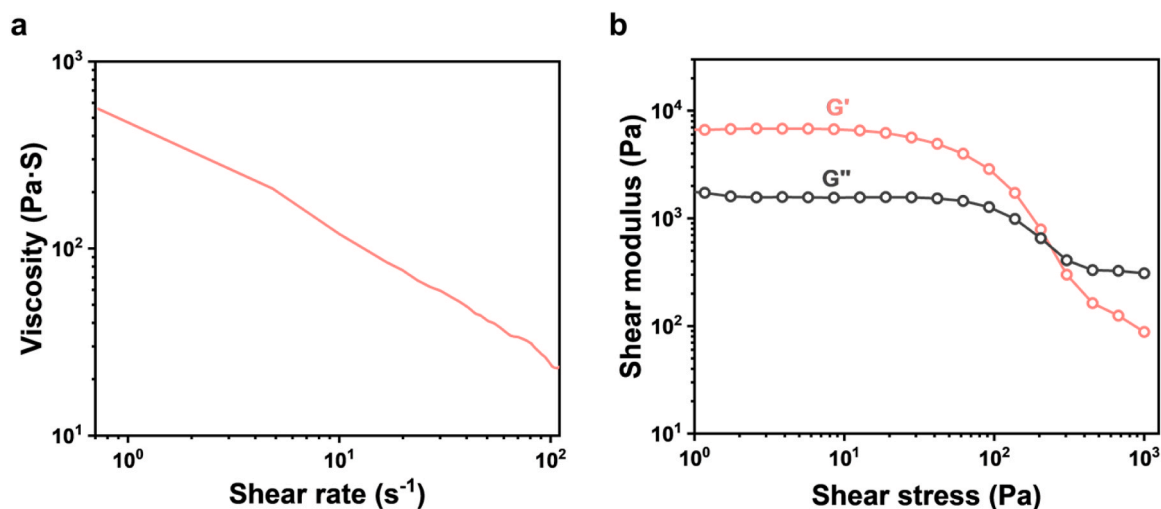 a
10³
10²
10¹
Viscosity (Pa·S)
10⁰
10¹
10²
Shear rate (s⁻¹)
b
10⁴
10³
10²
10¹
Shear modulus (Pa)
G'
G"
10⁰
10¹
10²
10³
Shear stress (Pa)